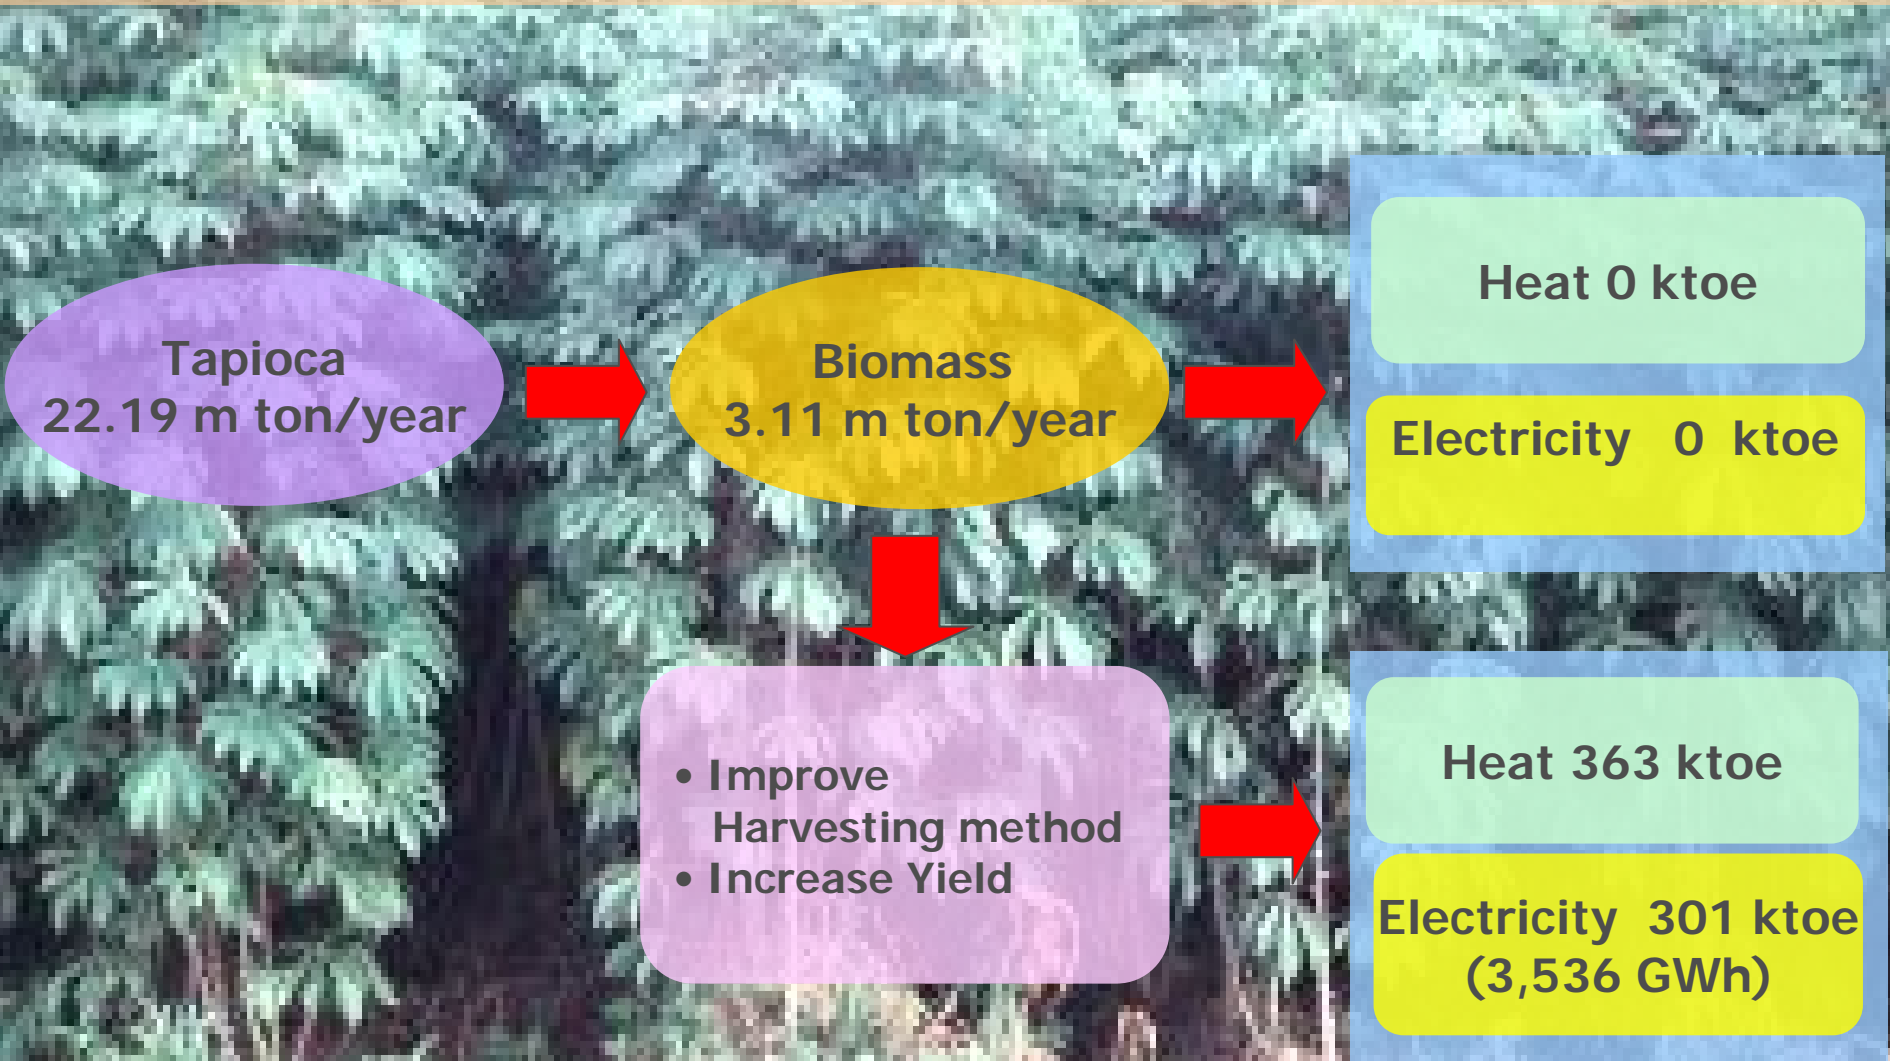 Tapioca
22.19 m ton/year
Biomass
3.11 m ton/year
Heat 0 ktoe
Electricity 0 ktoe
• Improve
Harvesting method
• Increase Yield
Heat 363 ktoe
Electricity 301 ktoe
(3,536 GWh)